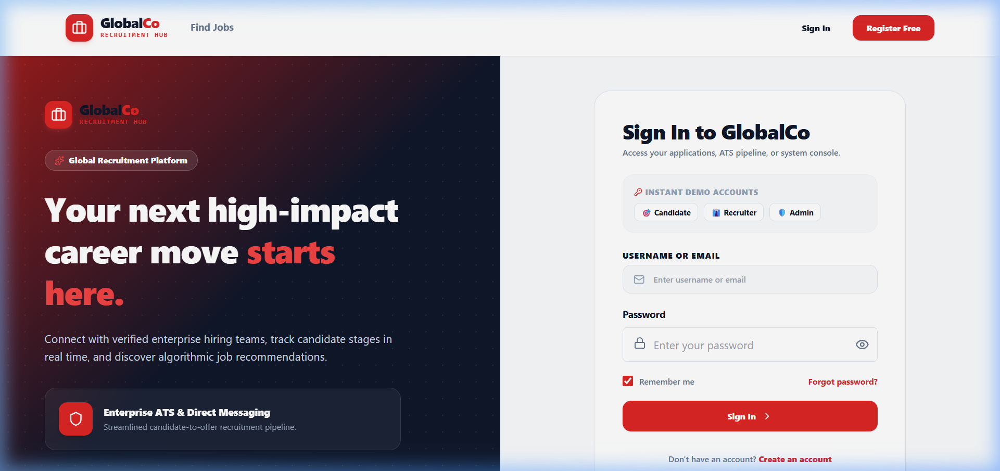 GlobalCo
RECRUITMENT HUB
Find Jobs
Sign In
Register Free
GlobalCo
RECRUITMENT HUB
Global Recruitment Platform
Your next high-impact
career move starts
here.
Connect with verified enterprise hiring teams, track candidate stages in
real time, and discover algorithmic job recommendations.
Enterprise ATS & Direct Messaging
Streamlined candidate-to-offer recruitment pipeline.
Sign In to GlobalCo
Access your applications, ATS pipeline, or system console.
INSTANT DEMO ACCOUNTS
Candidate
Recruiter
Admin
USERNAME OR EMAIL
Enter username or email
Password
Enter your password
Remember me
Forgot password?
Sign In
Don't have an account? Create an account